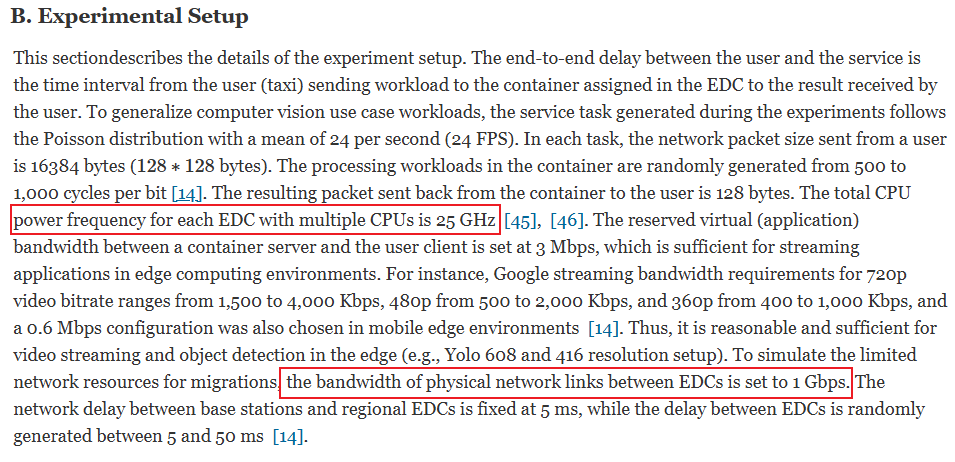 B. Experimental Setup
This sectiondescribes the details of the experiment setup. The end-to-end delay between the user and the service is
the time interval from the user (taxi) sending workload to the container assigned in the EDC to the result received by
the user. To generalize computer vision use case workloads, the service task generated during the experiments follows
the Poisson distribution with a mean of 24 per second (24 FPS). In each task, the network packet size sent from a user
is 16384 bytes (128 ∗ 128 bytes). The processing workloads in the container are randomly generated from 500 to
1,000 cycles per bit [14]. The resulting packet sent back from the container to the user is 128 bytes. The total CPU
power frequency for each EDC with multiple CPUs is 25 GHz [45], [46]. The reserved virtual (application)
bandwidth between a container server and the user client is set at 3 Mbps, which is sufficient for streaming
applications in edge computing environments. For instance, Google streaming bandwidth requirements for 720p
video bitrate ranges from 1,500 to 4,000 Kbps, 480p from 500 to 2,000 Kbps, and 360p from 400 to 1,000 Kbps, and
a 0.6 Mbps configuration was also chosen in mobile edge environments [14]. Thus, it is reasonable and sufficient for
video streaming and object detection in the edge (e.g., Yolo 608 and 416 resolution setup). To simulate the limited
network resources for migrations, the bandwidth of physical network links between EDCs is set to 1 Gbps. The
network delay between base stations and regional EDCs is fixed at 5 ms, while the delay between EDCs is randomly
generated between 5 and 50 ms [14].